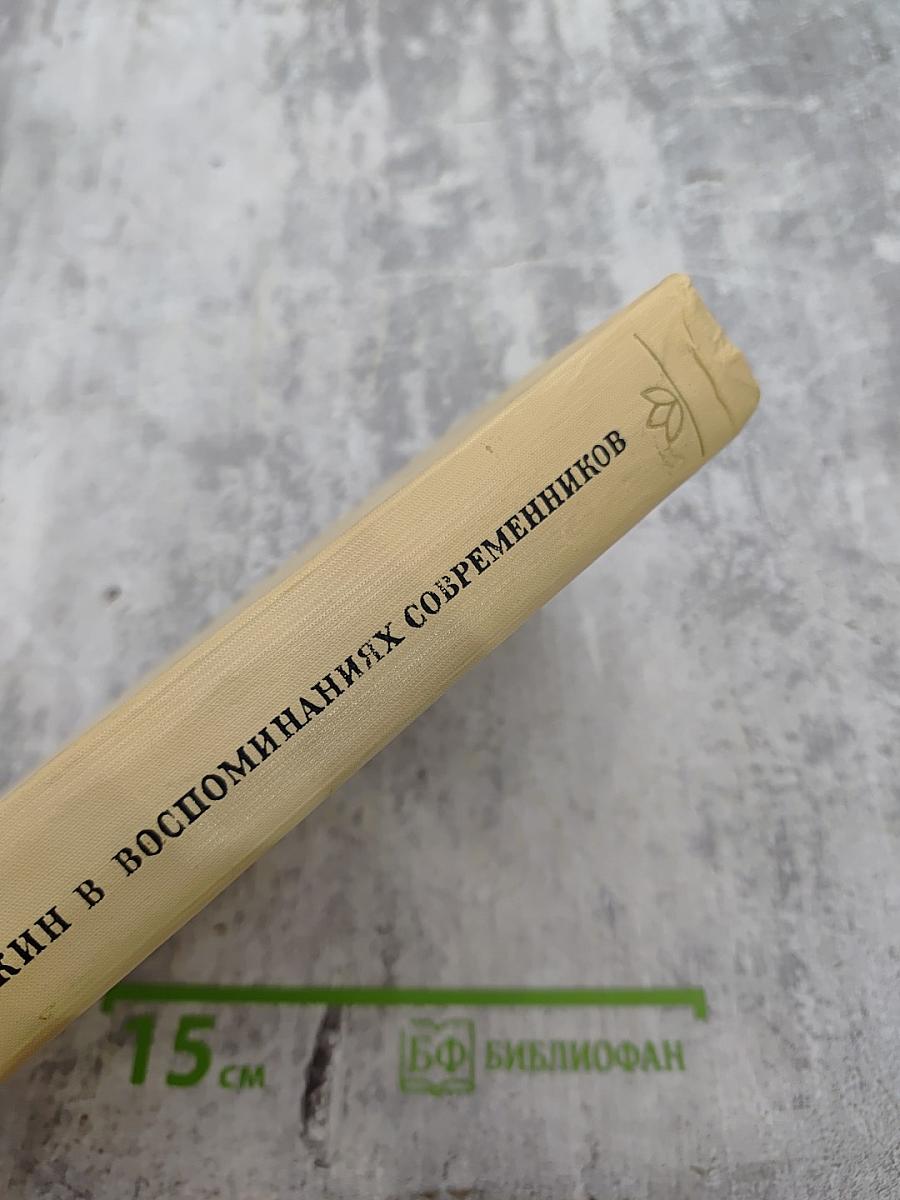 КИН В ВОСПОМИНАНИЯХ СОВРЕМЕННИКОВ
15 СМ
БФ БИБЛИОФАН